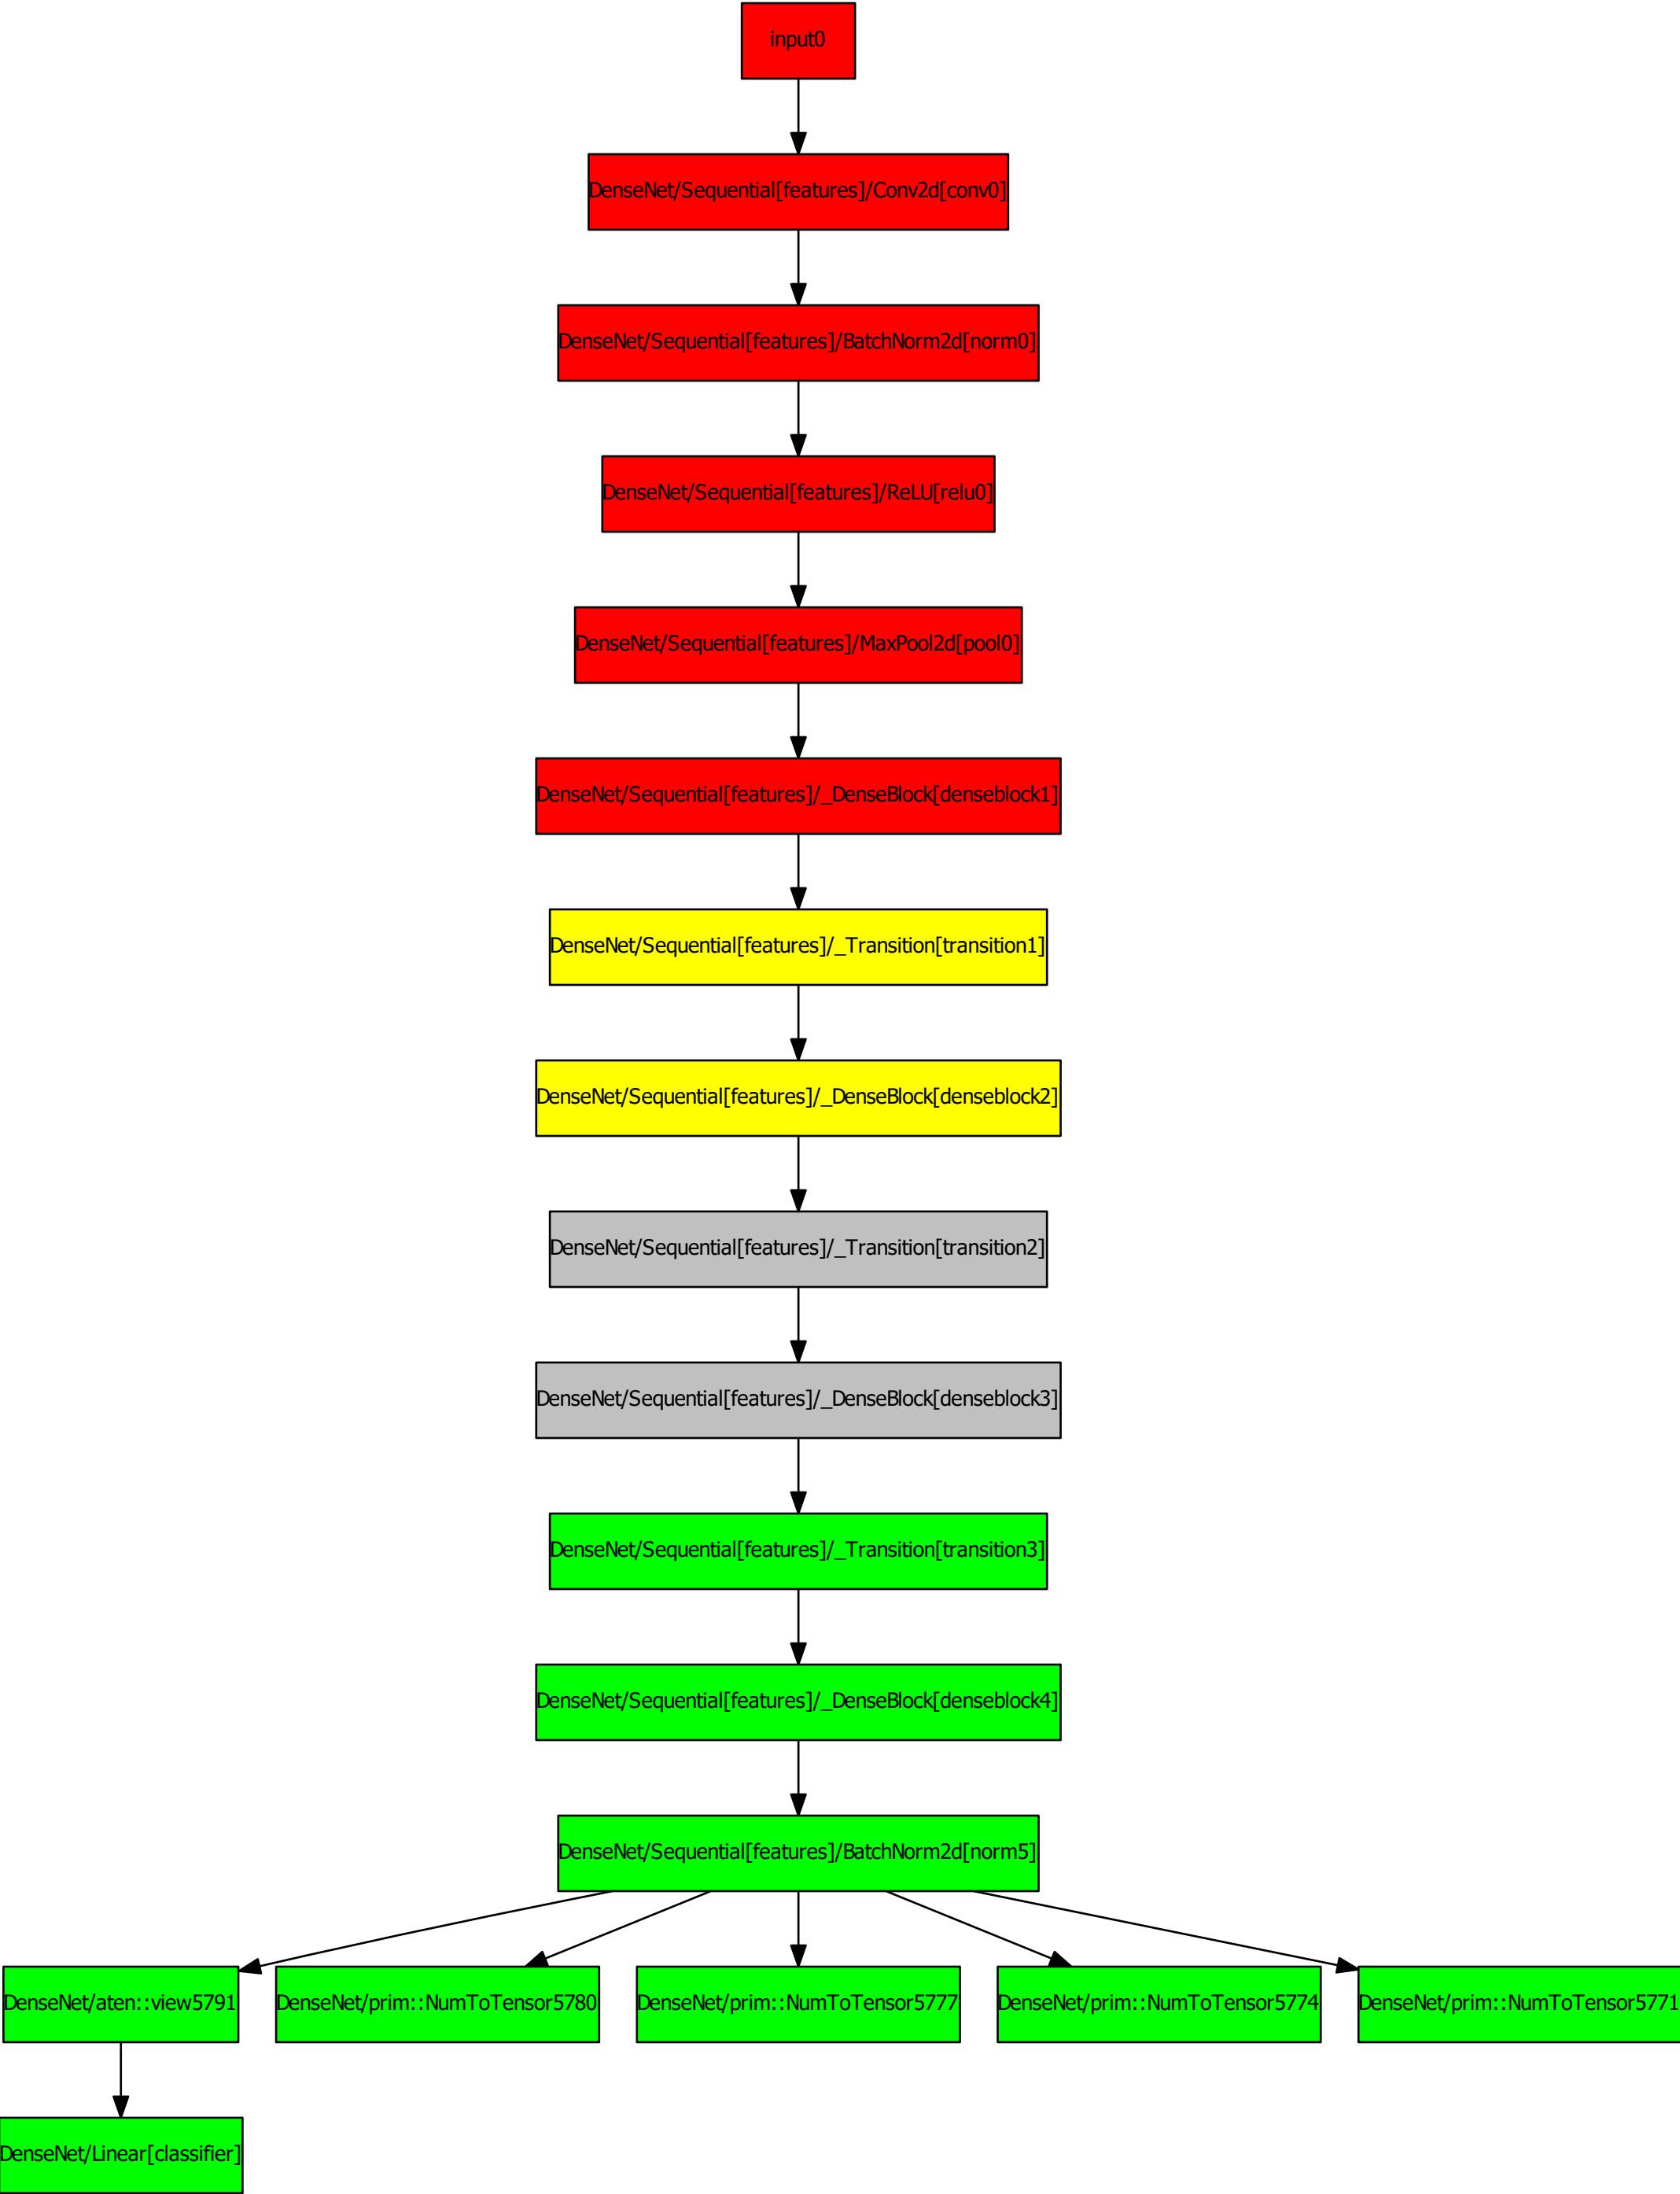 input0
DenseNet/Sequential[features]/Conv2d[conv0]
DenseNet/Sequential[features]/BatchNorm2d[norm0]
DenseNet/Sequential[features]/ReLU[relu0]
DenseNet/Sequential[features]/MaxPool2d[pool0]
DenseNet/Sequential[features]/_DenseBlock[denseblock1]
DenseNet/Sequential[features]/_Transition[transition1]
DenseNet/Sequential[features]/_DenseBlock[denseblock2]
DenseNet/Sequential[features]/_Transition[transition2]
DenseNet/Sequential[features]/_DenseBlock[denseblock3]
DenseNet/Sequential[features]/_Transition[transition3]
DenseNet/Sequential[features]/_DenseBlock[denseblock4]
DenseNet/Sequential[features]/BatchNorm2d[norm5]
DenseNet/aten::view5791
DenseNet/prim::NumToTensor5780
DenseNet/prim::NumToTensor5777
DenseNet/prim::NumToTensor5774
DenseNet/prim::NumToTensor5771
DenseNet/Linear[classifier]